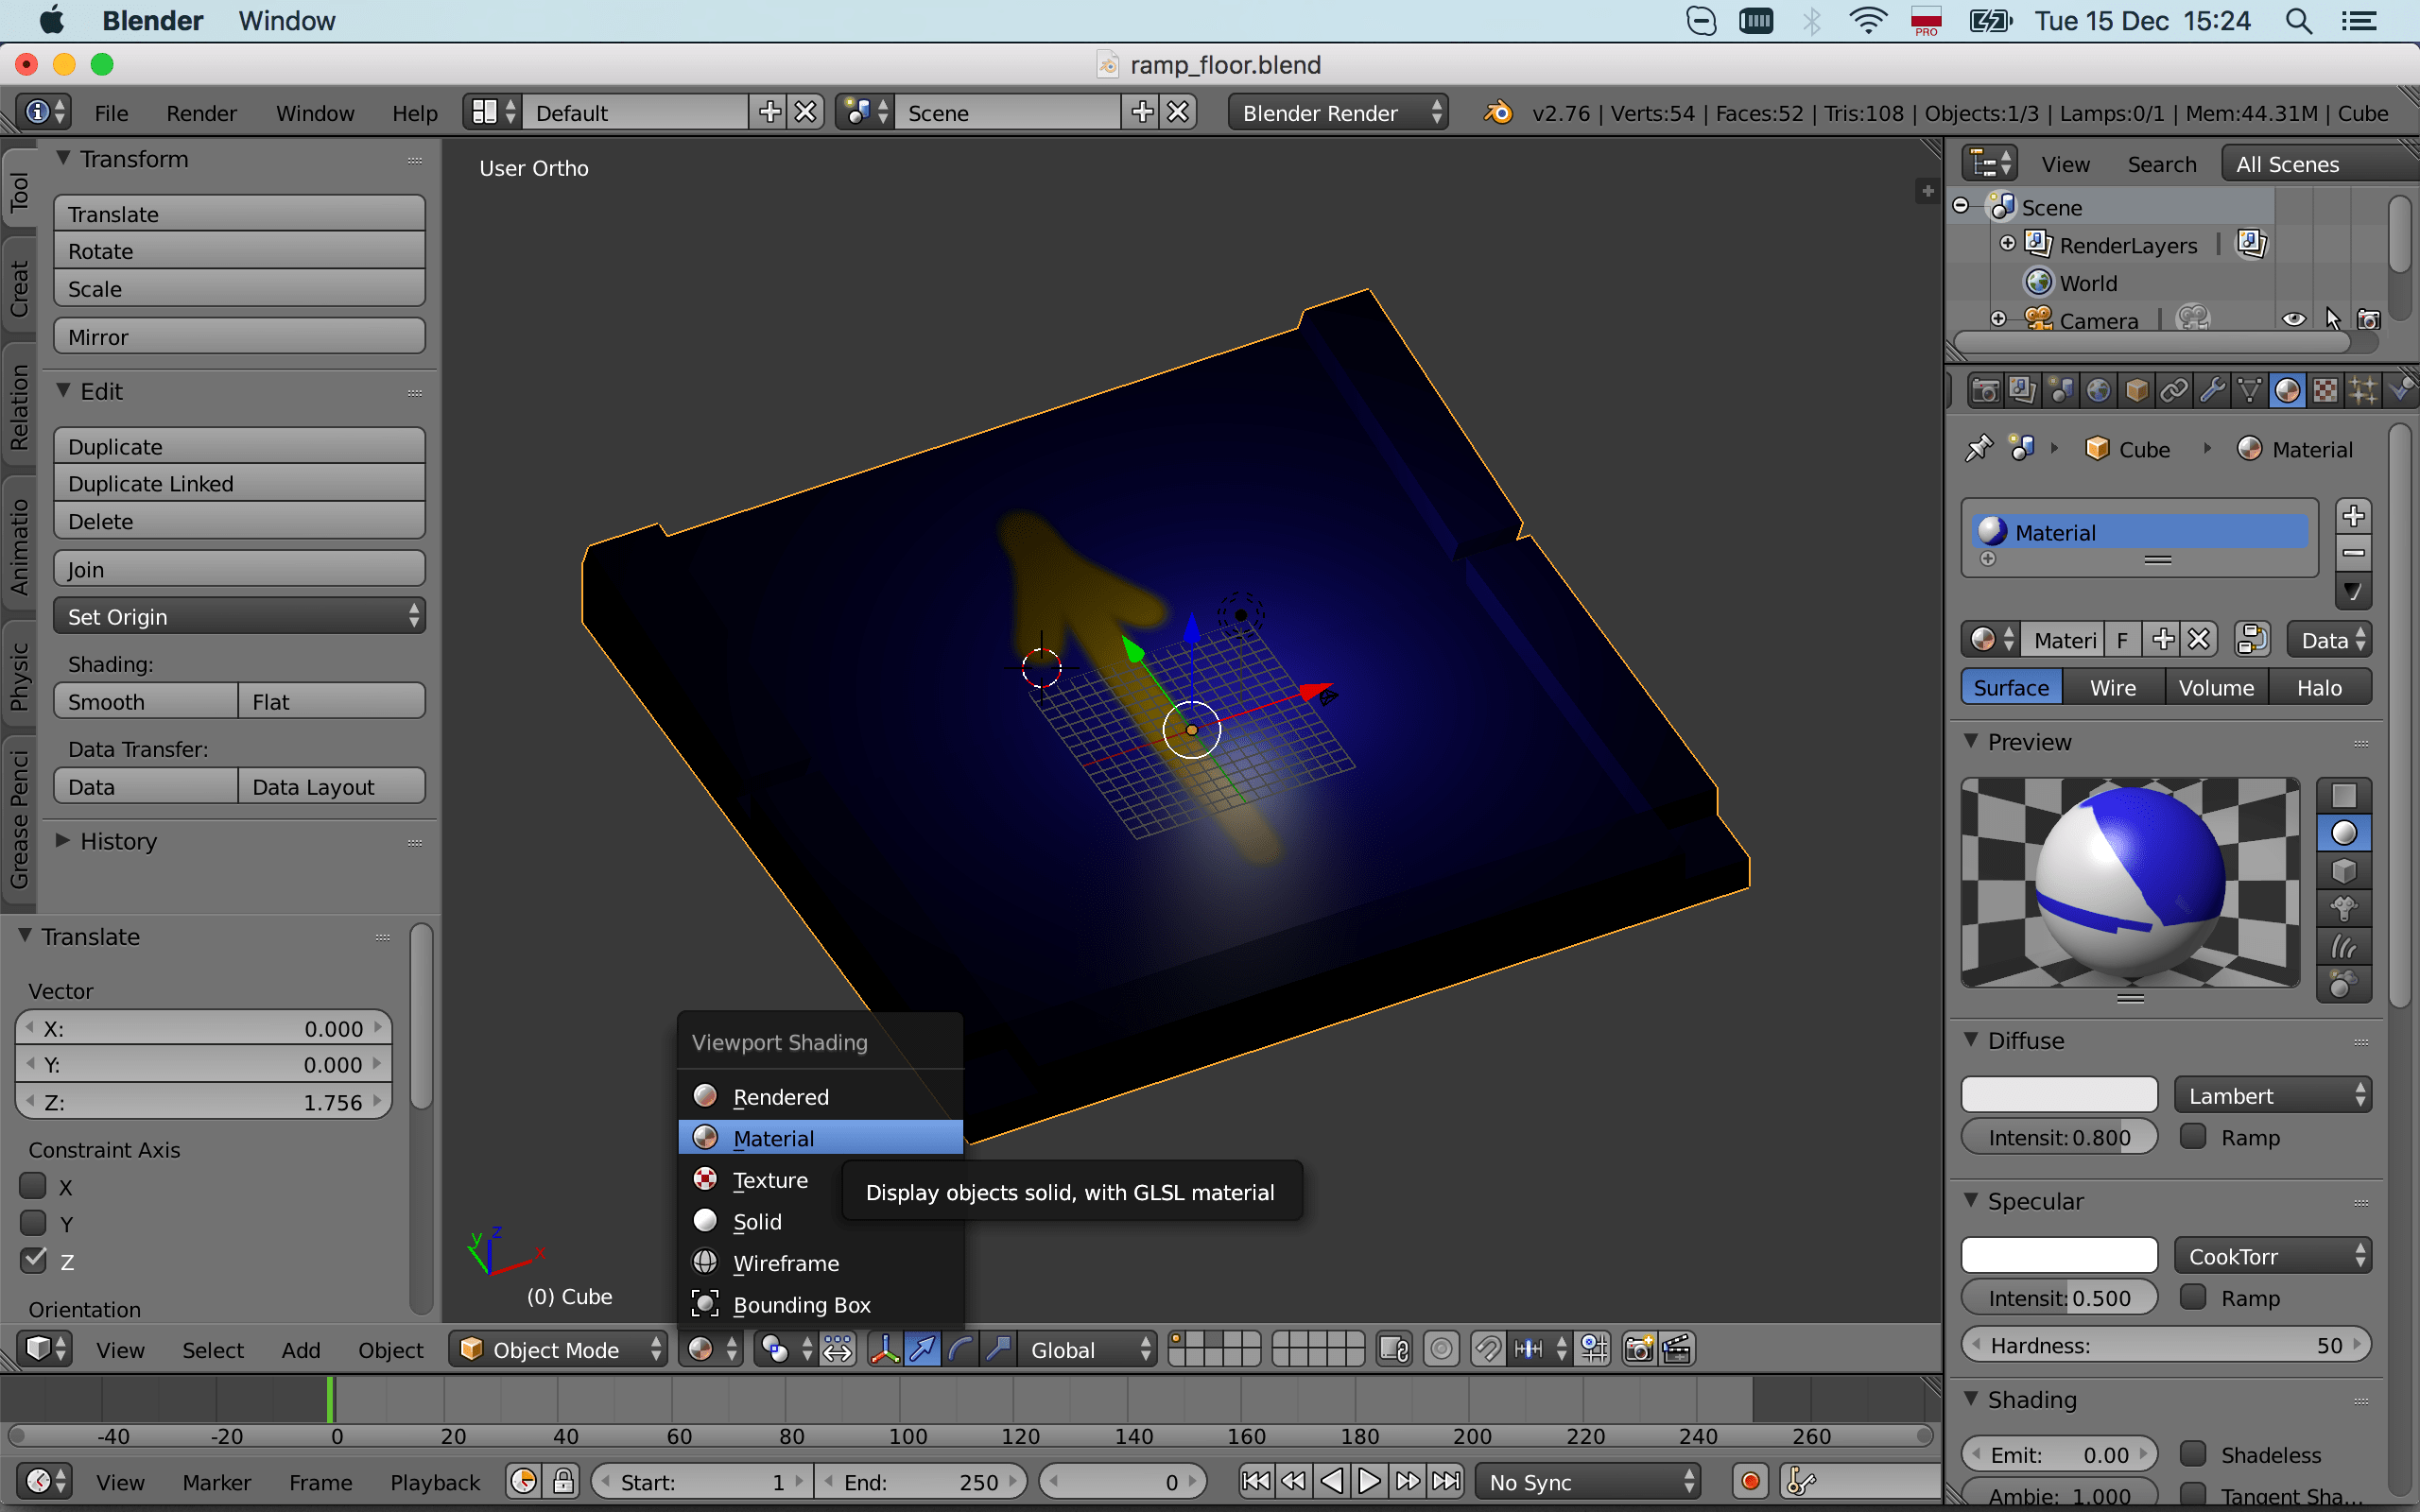 Blender Window
PRO Tue 15 Dec 15:24
ramp_floor.blend
File Render Window Help Default Scene Blender Render v2.76 | Verts:54 | Faces:52 | Tris:108 | Objects:1/3 | Lamps:0/1 | Mem:44.31M | Cube
Tool
Creat
Relation
Animatio
Physic
Grease Penci
Transform
Translate
Rotate
Scale
Mirror
Edit
Duplicate
Duplicate Linked
Delete
Join
Set Origin
Shading:
Smooth Flat
Data Transfer:
Data Data Layout
History
Translate
Vector
X: 0.000
Y: 0.000
Z: 1.756
Constraint Axis
X
Y
Z
Orientation
User Ortho
y z x
(0) Cube
Viewport Shading
Rendered
Material
Texture
Solid
Wireframe
Bounding Box
Display objects solid, with GLSL material
View Select Add Object Object Mode Global
-40 -20 0 20 40 60 80 100 120 140 160 180 200 220 240 260
View Marker Frame Playback Start: 1 End: 250 0 No Sync
View Search All Scenes
Scene
RenderLayers
World
Camera
Cube Material
Material
Materi F Data
Surface Wire Volume Halo
Preview
Diffuse
Lambert
Intensit: 0.800 Ramp
Specular
CookTorr
Intensit: 0.500 Ramp
Hardness: 50
Shading
Emit: 0.00 Shadeless
Ambie: 1.000 Tangent Sha...